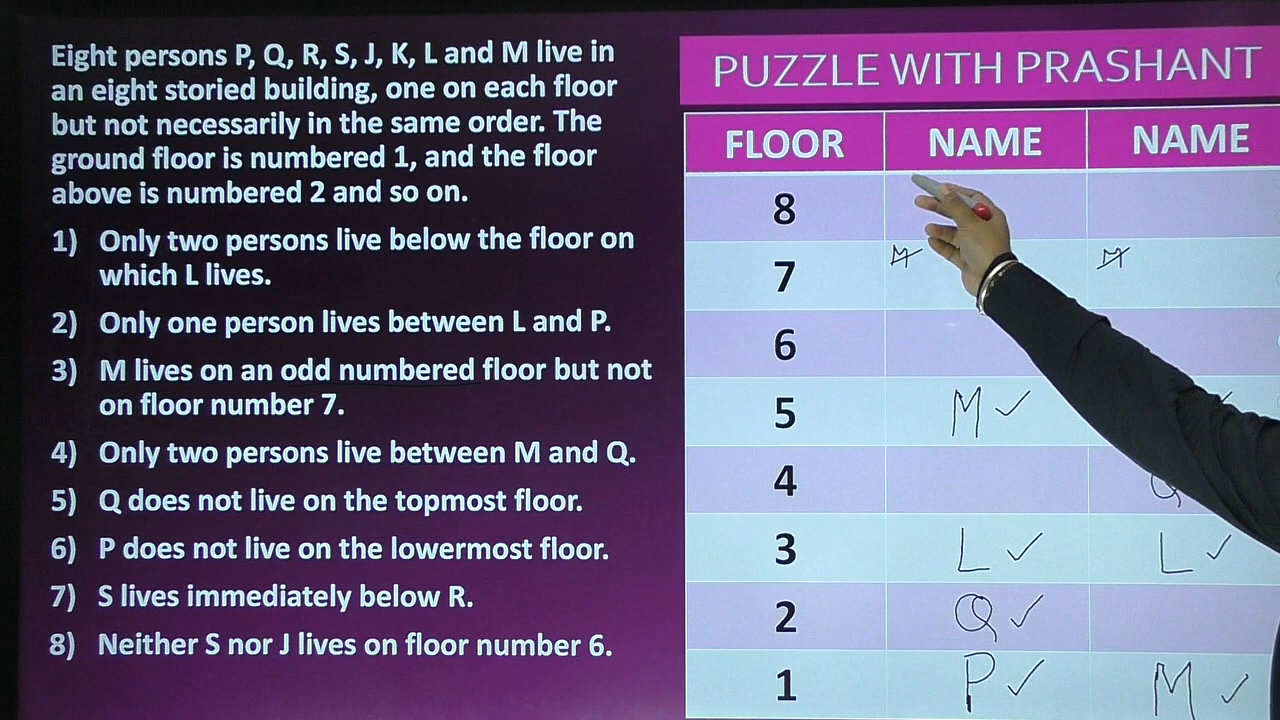 Eight persons P, Q, R, S, J, K, L and M live in
an eight storied building, one on each floor
but not necessarily in the same order. The
ground floor is numbered 1, and the floor
above is numbered 2 and so on.
1) Only two persons live below the floor on
which L lives.
2) Only one person lives between L and P.
3) M lives on an odd numbered floor but not
on floor number 7.
4) Only two persons live between M and Q.
5) Q does not live on the topmost floor.
6) P does not live on the lowermost floor.
7) S lives immediately below R.
8) Neither S nor J lives on floor number 6.
PUZZLE WITH PRASHANT
FLOOR NAME NAME
8
7 M M
6
5 M ✓ ✓
4 Q
3 L ✓ L ✓
2 Q ✓
1 P ✓ M ✓